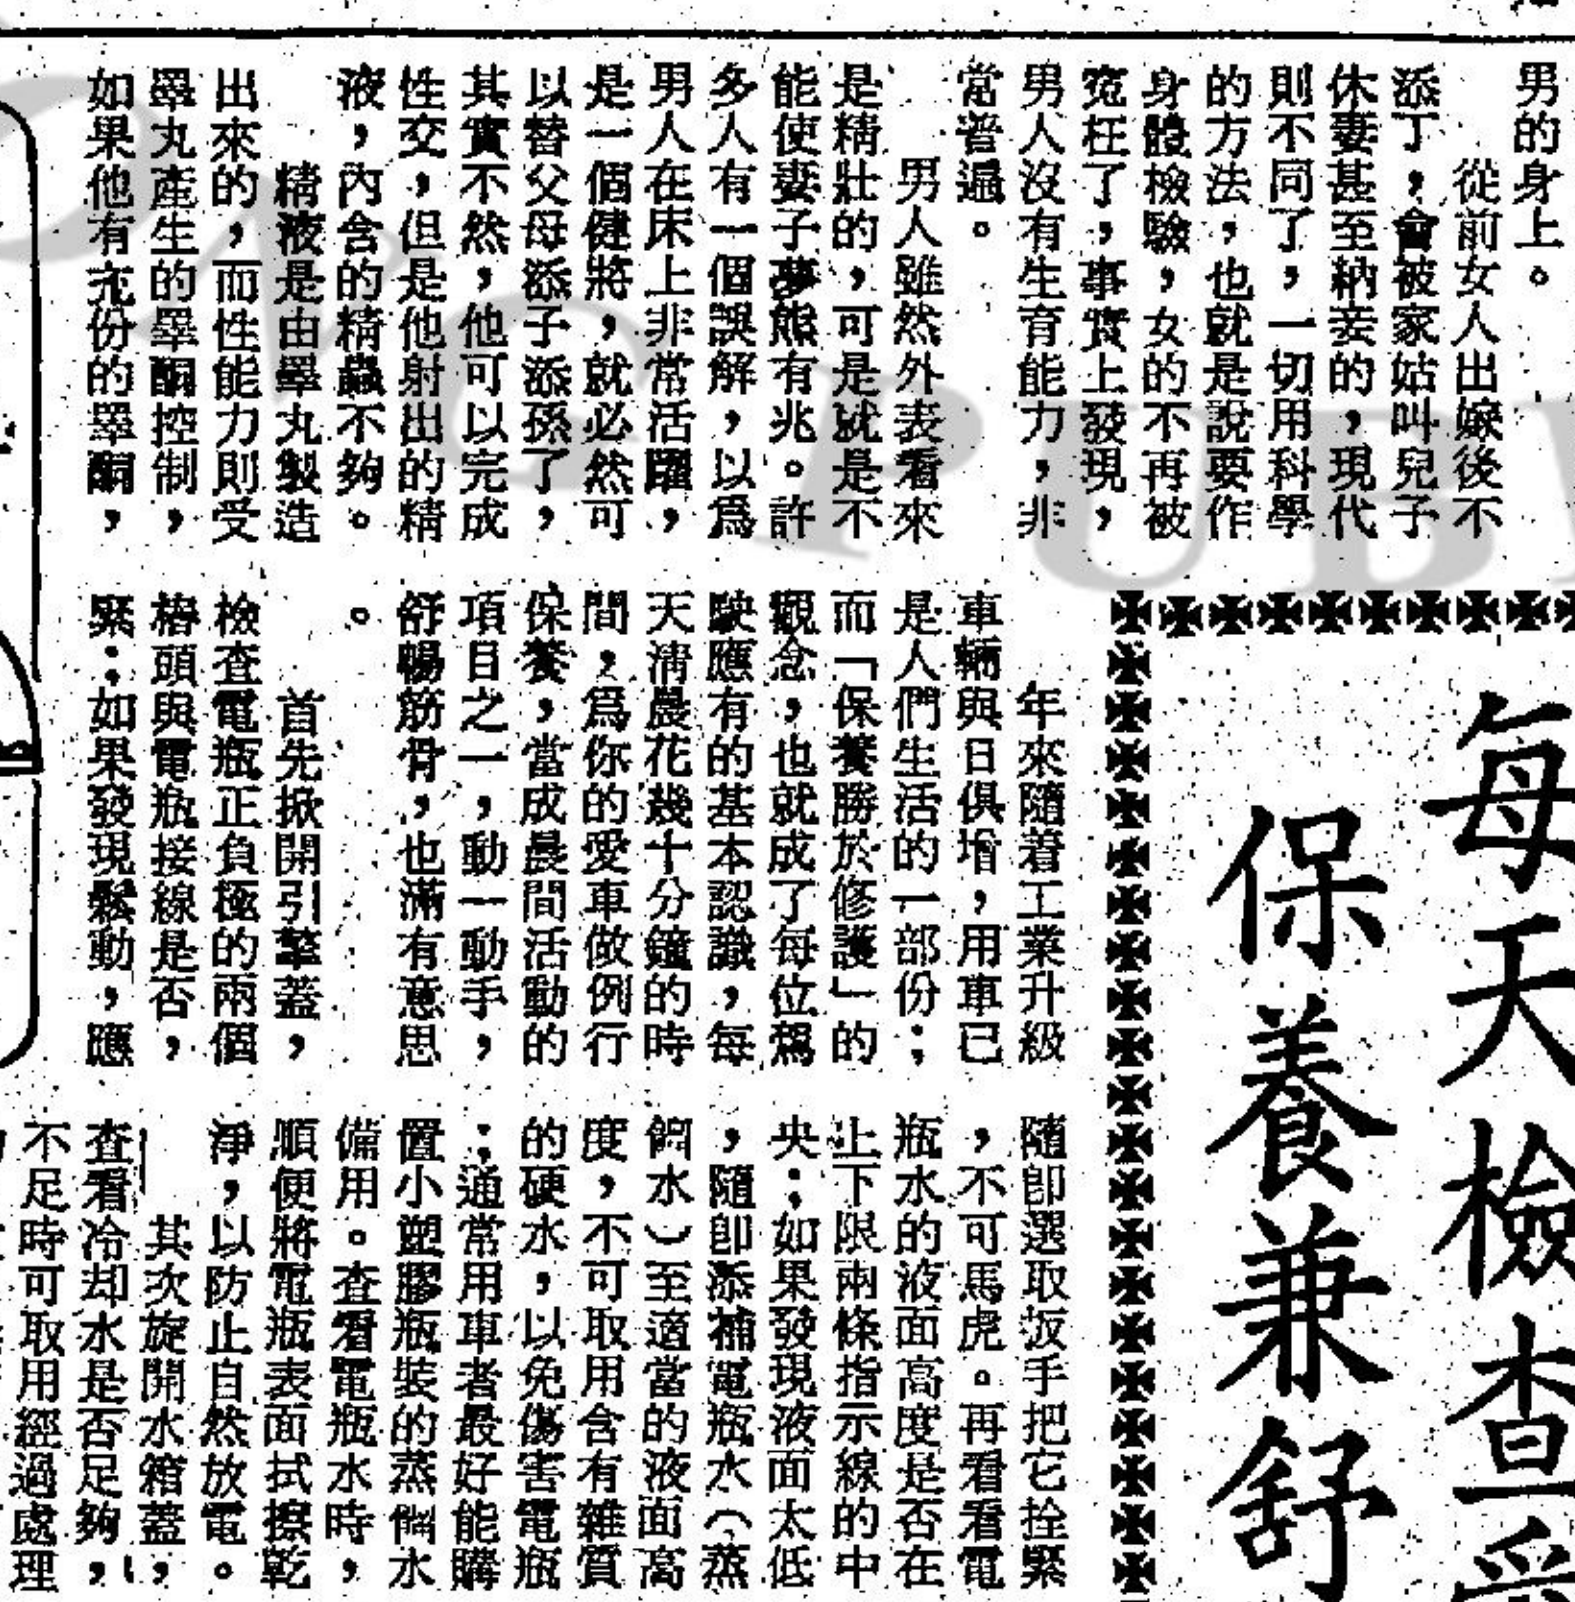 男的身上。
從前女人出嫁後不
添丁，會被家姑叫兒子
休妻甚至納妾的，現代
則不同了，一切用科學
的方法，也就是說要作
身體檢驗，女的不再被
寃枉了，事實上發現，
男人沒有生育能力，非
常普遍。
男人雖然外表看來
是精壯的，可是就是不
能使妻子夢熊有兆。許
多人有一個誤解，以爲
男人在床上非常活躍，
是一個健將，就必然可
以替父母添子添孫了，
其實不然，他可以完成
性交，但是他射出的精
液，內含的精蟲不夠。
精液是由睪丸製造
出來的，而性能力則受
睪丸產生的睪酮控制，
如果他有充份的睪酮，
每天檢查愛
保養兼舒
年來隨着工業升級
車輛與日俱增，用車已
是人們生活的一部份；
而「保養勝於修護」的
觀念，也就成了每位駕
駛應有的基本認識，每
天清晨花幾十分鐘的時
間，爲你的愛車做例行
保養，當成晨間活動的
項目之一，動一動手，
舒暢筋骨，也滿有意思
。
首先掀開引擎蓋，
檢查電瓶正負極的兩個
樁頭與電瓶接線是否，
緊：如果發現鬆動，應
隨卽選取扳手把它拴緊
，不可馬虎。再看看電
瓶水的液面高度是否在
上下限兩條指示線的中
央；如果發現液面太低
，隨卽添補電瓶水（蒸
餾水）至適當的液面高
度，不可取用含有雜質
的硬水，以免傷害電瓶
；通常用車者最好能購
置小塑膠瓶裝的蒸餾水
備用。查看電瓶水時，
順便將電瓶表面拭擦乾
淨，以防止自然放電。
其次旋開水箱蓋，
查看冷却水是否足夠，
不足時可取用經過處理
PUB